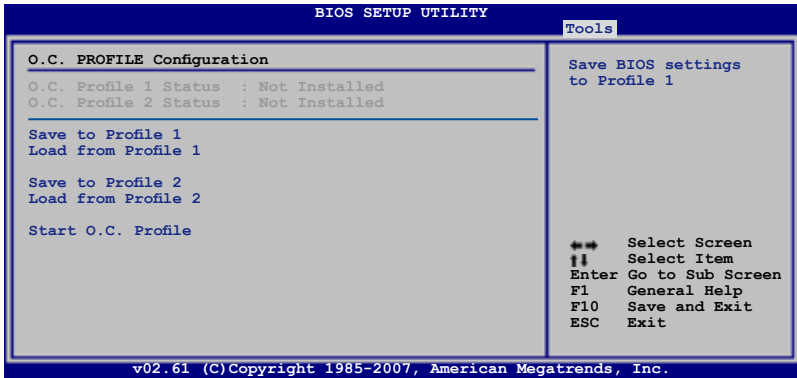 BIOS SETUP UTILITY
Tools
O.C. PROFILE Configuration
O.C. Profile 1 Status : Not Installed
O.C. Profile 2 Status : Not Installed
Save to Profile 1
Load from Profile 1
Save to Profile 2
Load from Profile 2
Start O.C. Profile
Save BIOS settings
to Profile 1
Select Screen
Select Item
Enter Go to Sub Screen
F1 General Help
F10 Save and Exit
ESC Exit
v02.61 (C)Copyright 1985-2007, American Megatrends, Inc.